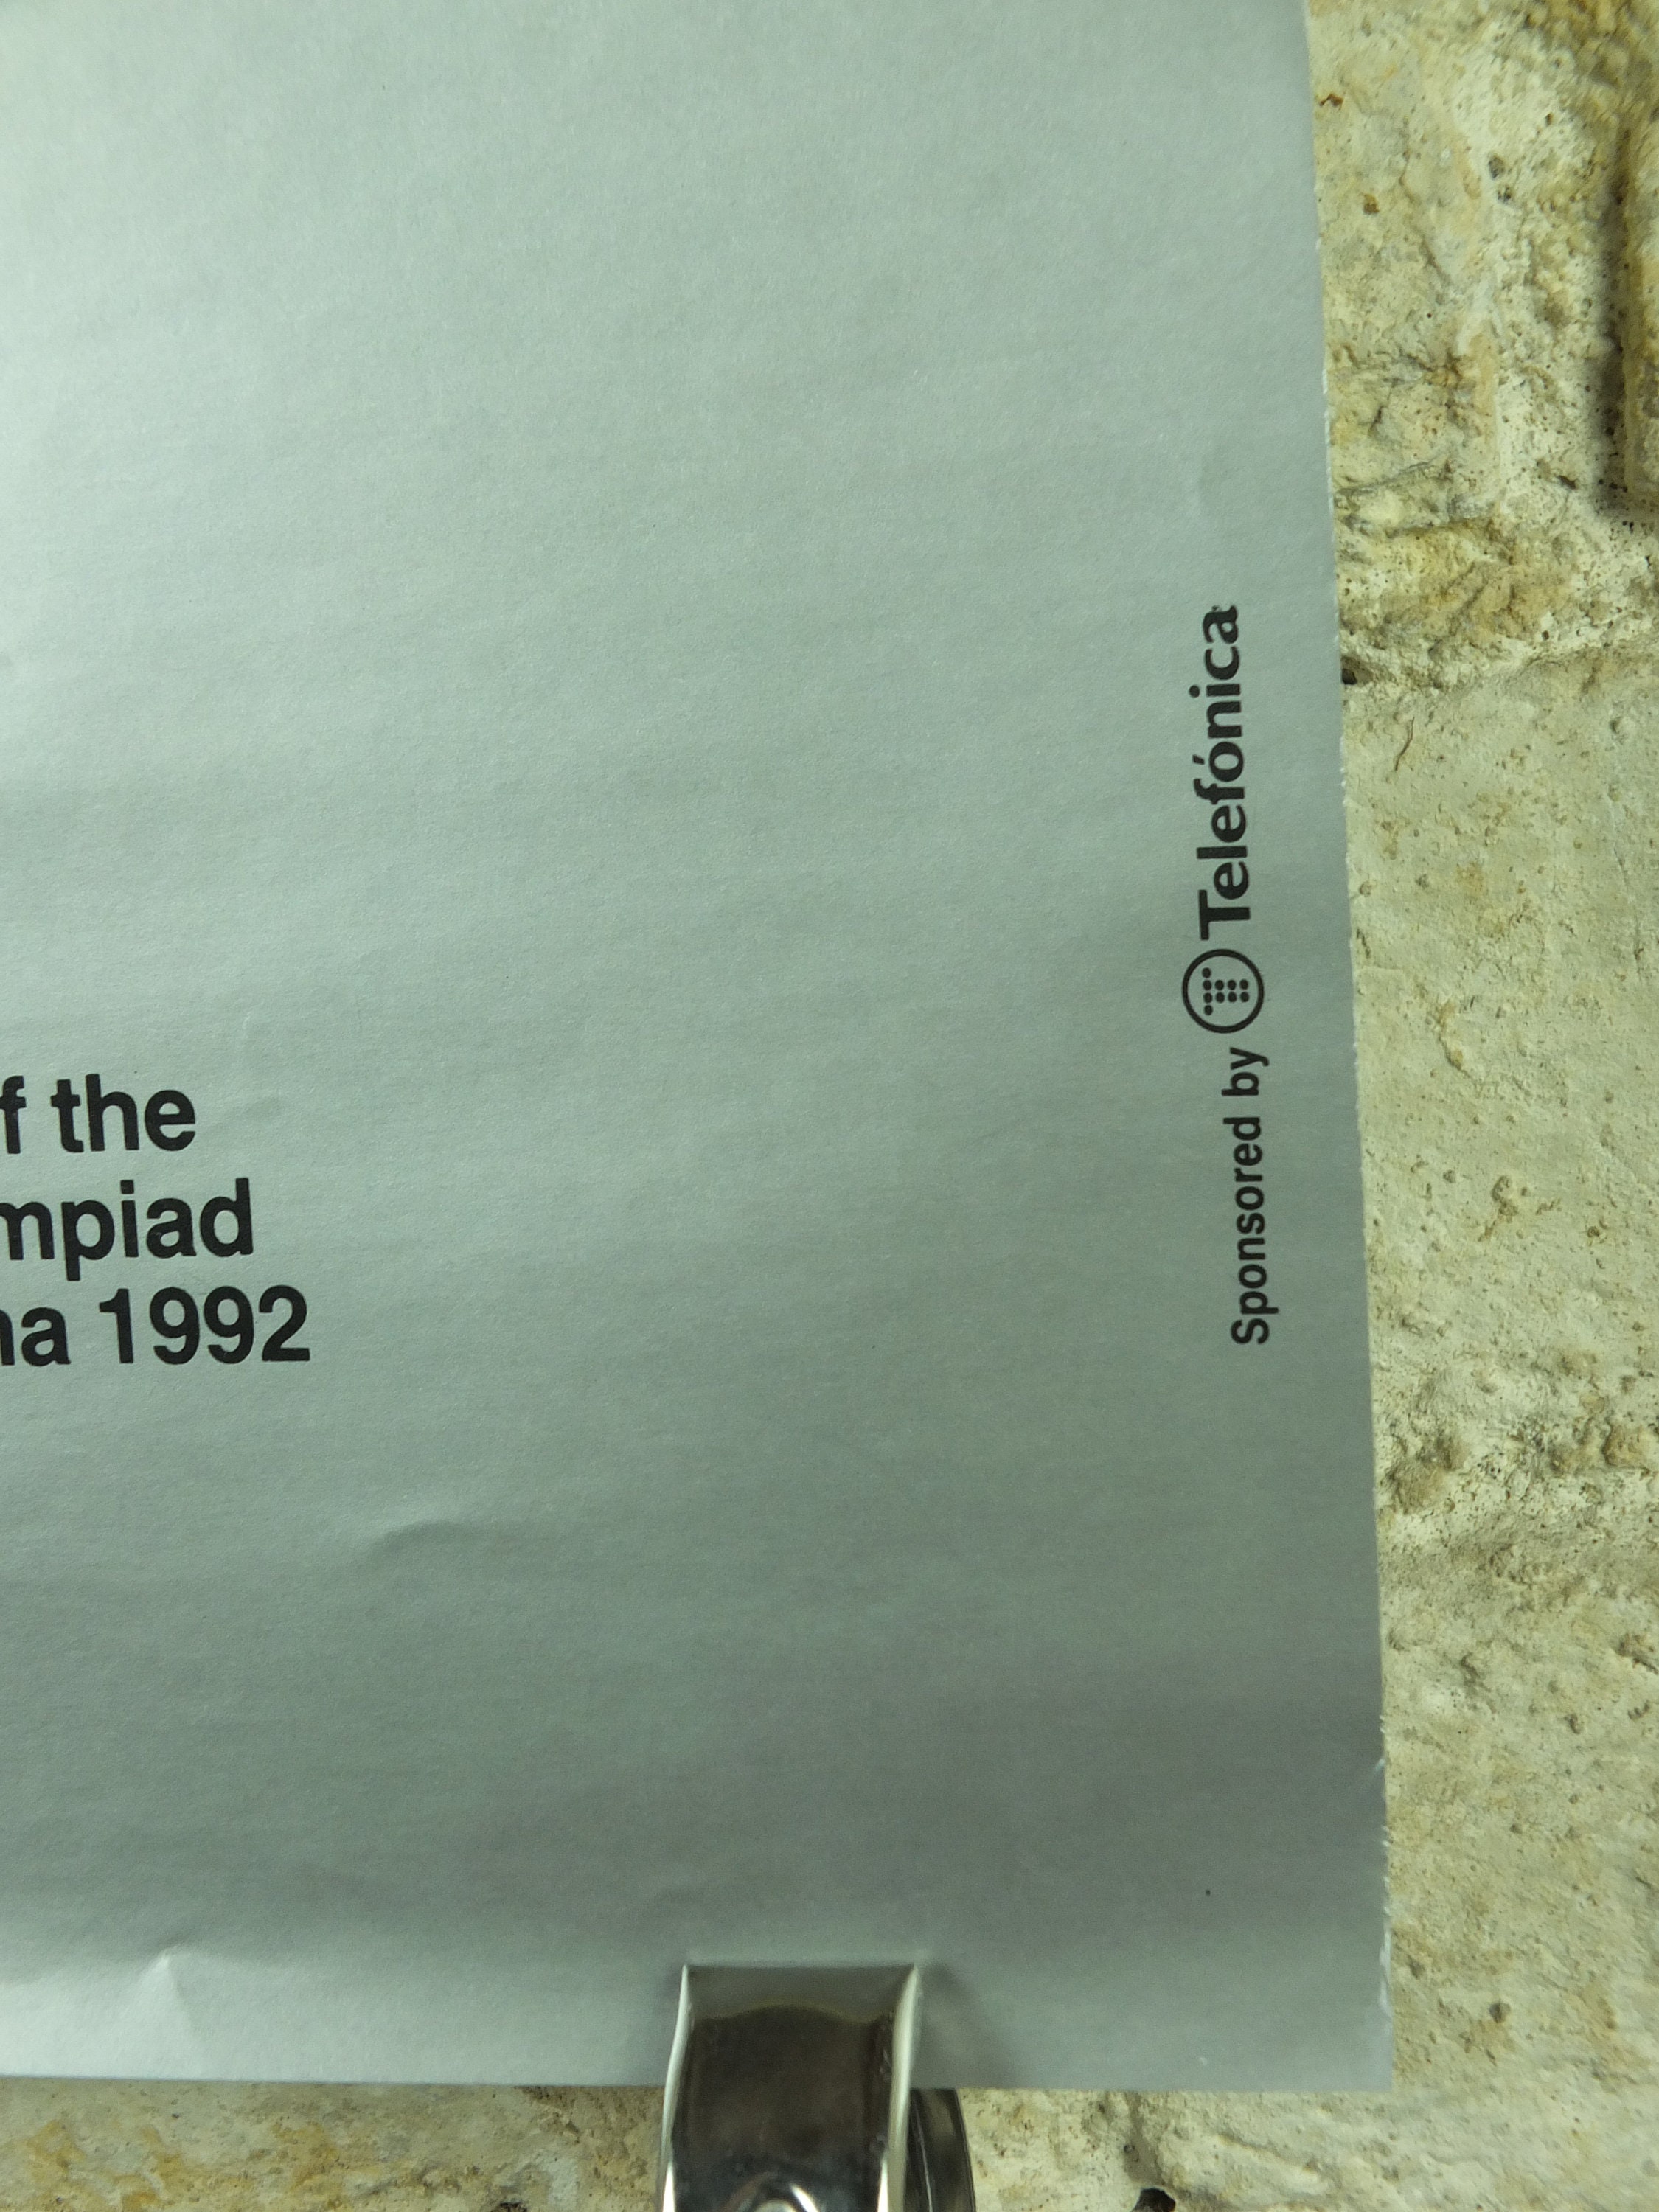 f the
mpiad
na 1992
Sponsored by Telefónica